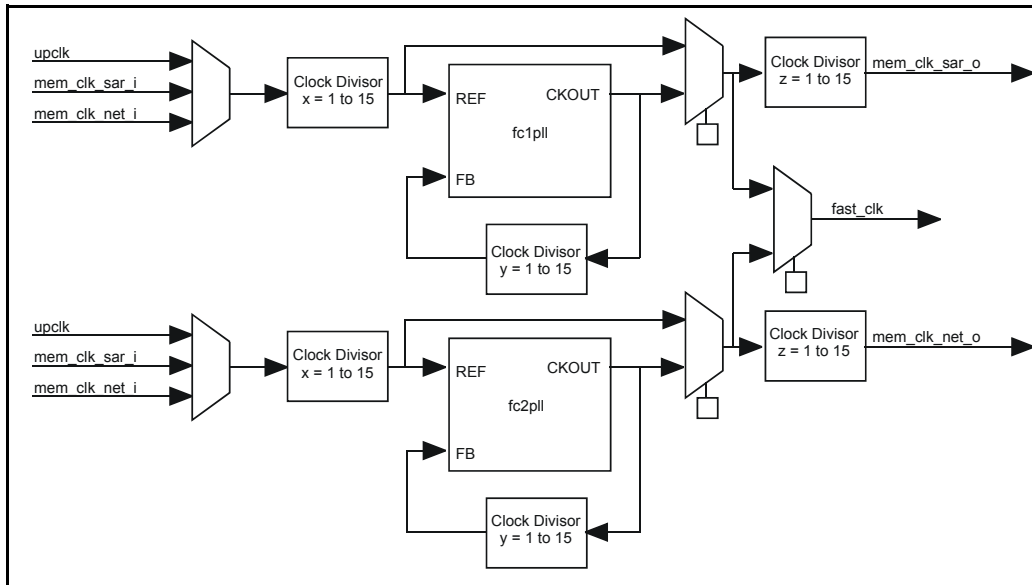 upclk
mem_clk_sar_i
mem_clk_net_i
Clock Divisor
x = 1 to 15
REF
CKOUT
fc1pll
FB
Clock Divisor
y = 1 to 15
Clock Divisor
z = 1 to 15
mem_clk_sar_o
fast_clk
upclk
mem_clk_sar_i
mem_clk_net_i
Clock Divisor
x = 1 to 15
REF
CKOUT
fc2pll
FB
Clock Divisor
y = 1 to 15
Clock Divisor
z = 1 to 15
mem_clk_net_o